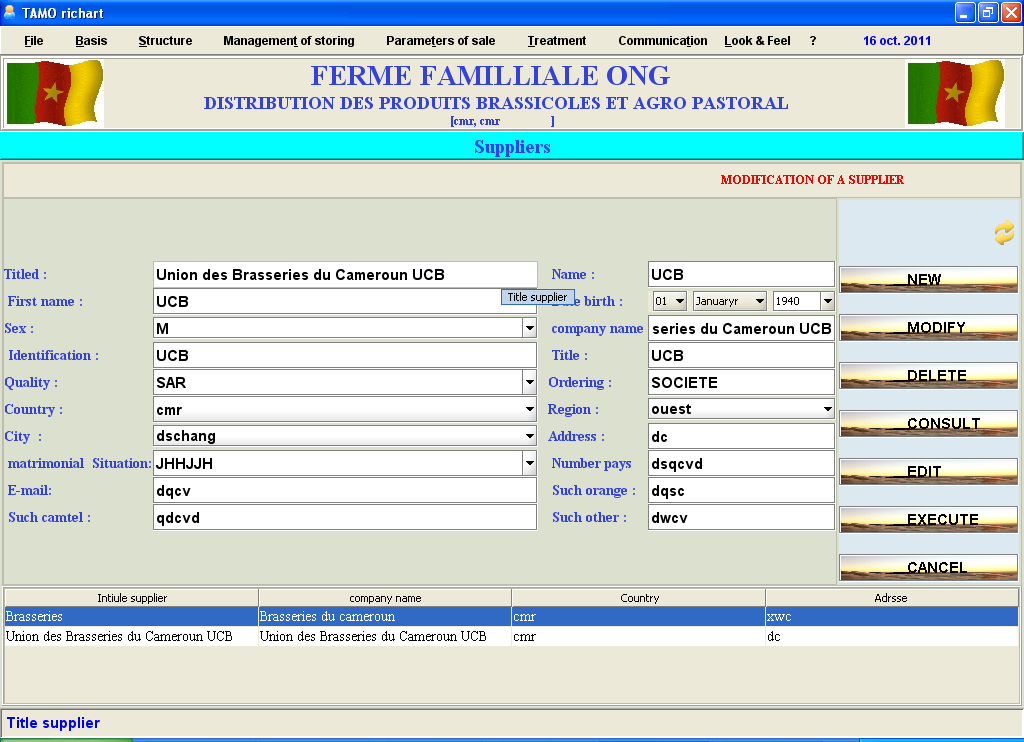 TAMO richart
File Basis Structure Management of storing Parameters of sale Treatment Communication Look & Feel ? 16 oct. 2011
FERME FAMILLIALE ONG
DISTRIBUTION DES PRODUITS BRASSICOLES ET AGRO PASTORAL
[cmr, cmr ]
Suppliers
MODIFICATION OF A SUPPLIER
Titled : Union des Brasseries du Cameroun UCB Name : UCB
First name : UCB birth : 01 Januaryr 1940
Title supplier
Sex : M company name series du Cameroun UCB
Identification : UCB Title : UCB
Quality : SAR Ordering : SOCIETE
Country : cmr Region : ouest
City : dschang Address : dc
matrimonial Situation: JHHJJH Number pays dsqcvd
E-mail: dqcv Such orange : dqsc
Such camtel : qdcvd Such other : dwcv
NEW
MODIFY
DELETE
CONSULT
EDIT
EXECUTE
CANCEL
Intiule supplier company name Country Adrsse
Brasseries Brasseries du cameroun cmr xwc
Union des Brasseries du Cameroun UCB Union des Brasseries du Cameroun UCB cmr dc
Title supplier